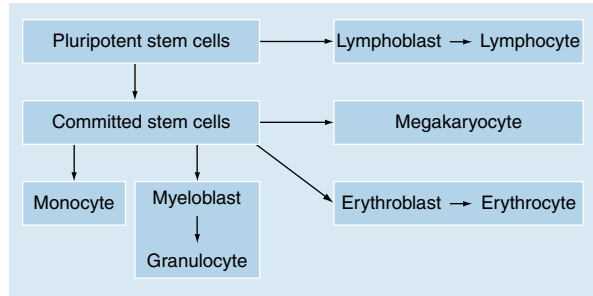 Pluripotent stem cells
Lymphoblast → Lymphocyte
Committed stem cells
Megakaryocyte
Monocyte
Myeloblast
Granulocyte
Erythroblast → Erythrocyte